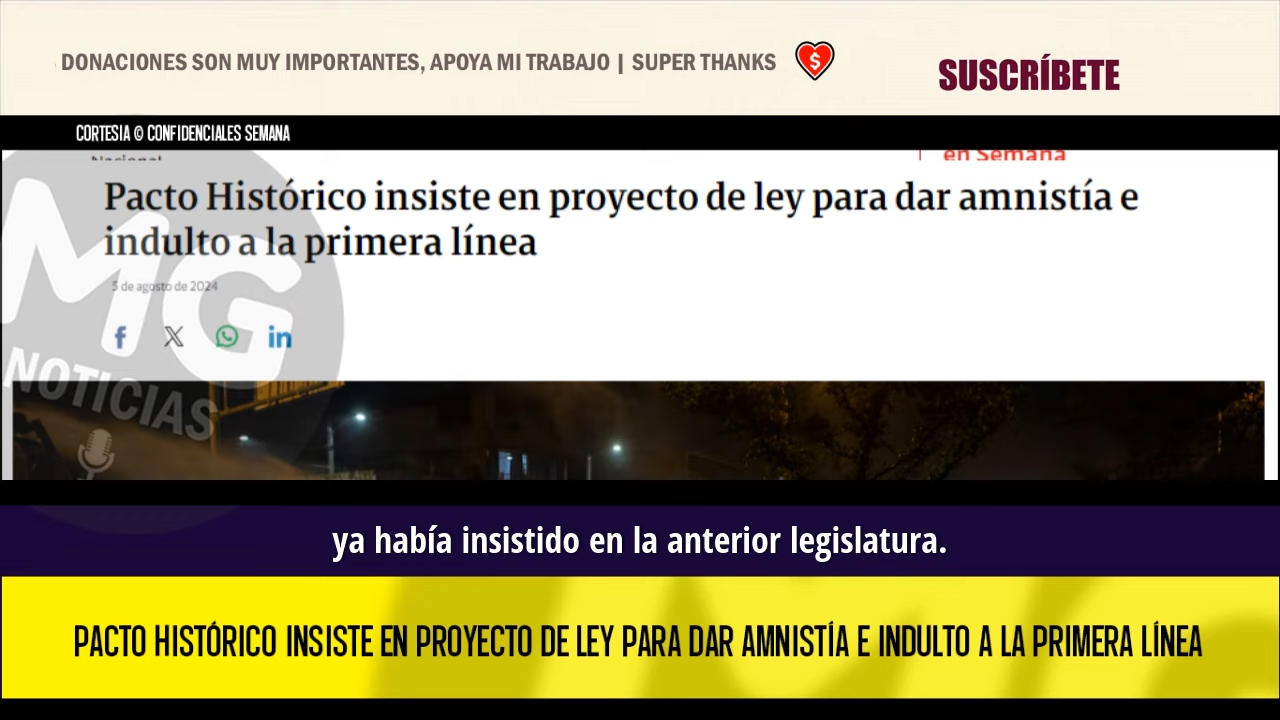 DONACIONES SON MUY IMPORTANTES, APOYA MI TRABAJO | SUPER THANKS
SUSCRÍBETE
CORTESIA © CONFIDENCIALES SEMANA
Nacional
en Semana
Pacto Histórico insiste en proyecto de ley para dar amnistía e
indulto a la primera línea
5 de agosto de 2024
MG
NOTICIAS
ya había insistido en la anterior legislatura.
PACTO HISTÓRICO INSISTE EN PROYECTO DE LEY PARA DAR AMNISTÍA E INDULTO A LA PRIMERA LÍNEA